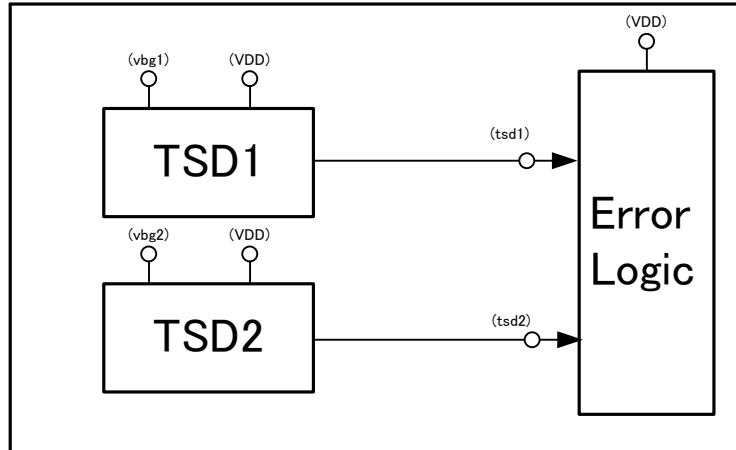 (vbg1) (VDD) (VDD)
TSD1
(tsd1)
Error
Logic
(vbg2) (VDD)
TSD2
(tsd2)